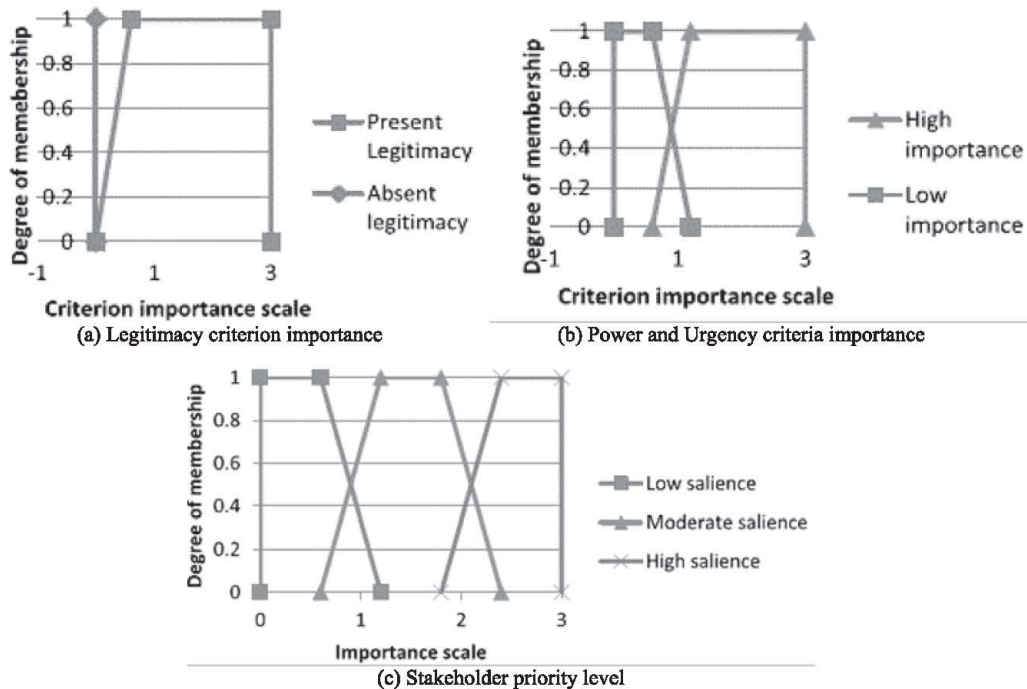 Degree of memebership
1
0.8
0.6
0.4
0.2
0
-1
1
3
Criterion importance scale
Present
Legitimacy
Absent
legitimacy
(a) Legitimacy criterion importance
Degree of membership
1
0.8
0.6
0.4
0.2
0
-1
1
3
Criterion importance scale
High
importance
Low
importance
(b) Power and Urgency criteria importance
Degree of membership
1
0.8
0.6
0.4
0.2
0
0
1
2
3
Importance scale
Low salience
Moderate salience
High salience
(c) Stakeholder priority level